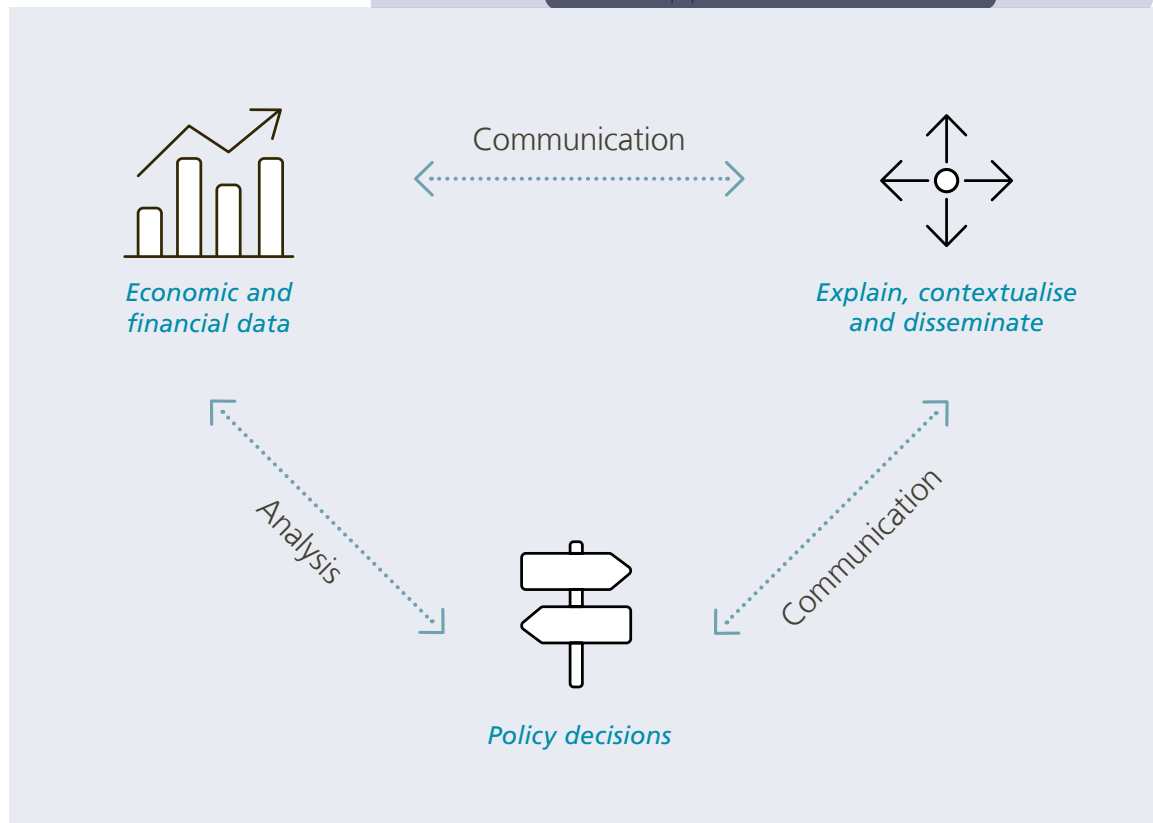 Communication
Economic and
financial data
Explain, contextualise
and disseminate
Analysis
Communication
Policy decisions